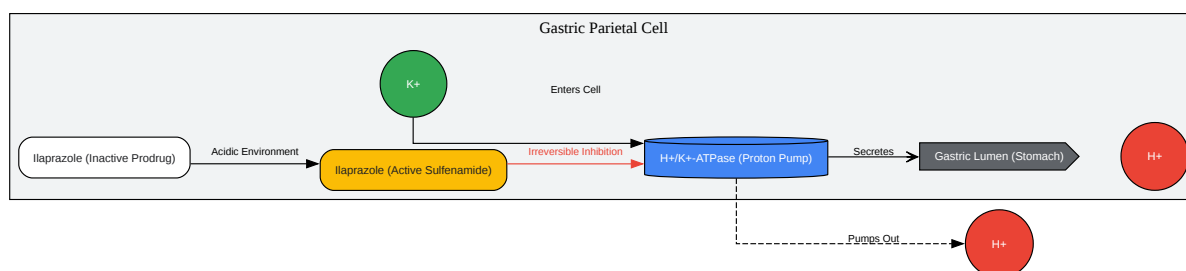 Gastric Parietal Cell
K+
Enters Cell
Ilaprazole (Inactive Prodrug)
Acidic Environment
Ilaprazole (Active Sulfenamide)
Irreversible Inhibition
H+/K+-ATPase (Proton Pump)
Secretes
Gastric Lumen (Stomach)
H+
Pumps Out
H+